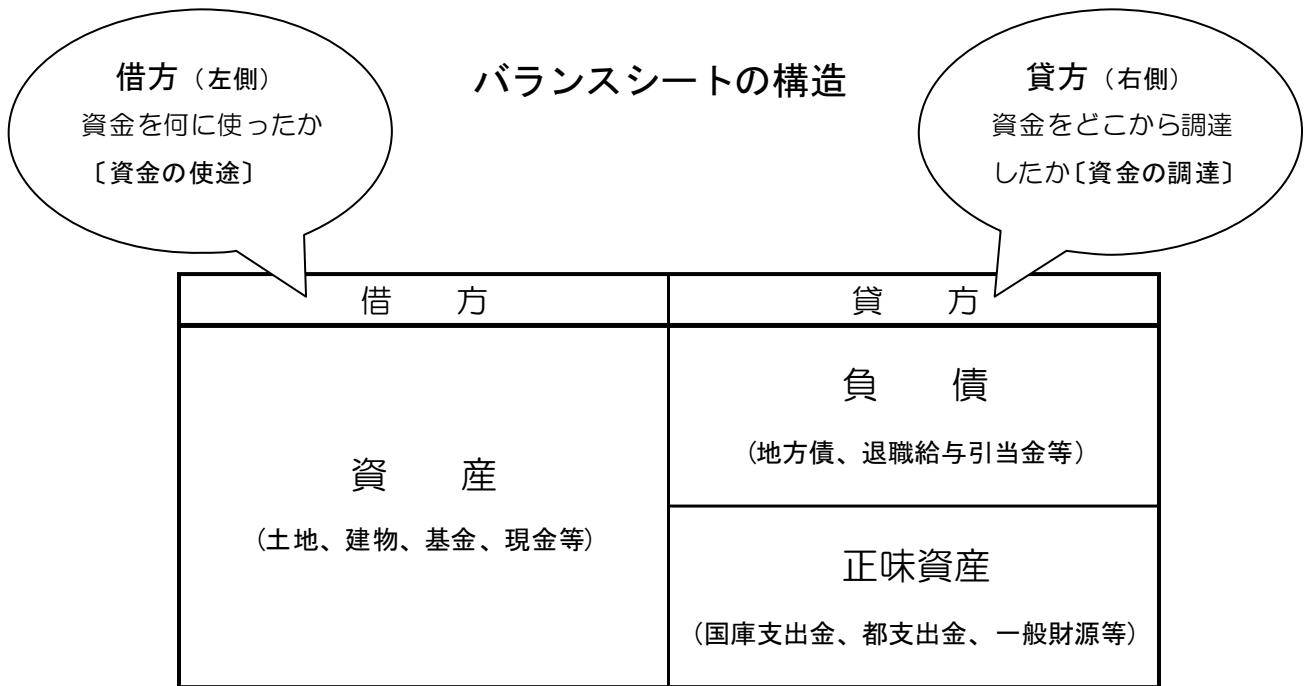 バランスシートの構造
借方（左側）
資金を何に使ったか
〔資金の使途〕
貸方（右側）
資金をどこから調達
したか〔資金の調達〕
借　方
貸　方
資　産
（土地、建物、基金、現金等）
負　債
（地方債、退職給与引当金等）
正味資産
（国庫支出金、都支出金、一般財源等）